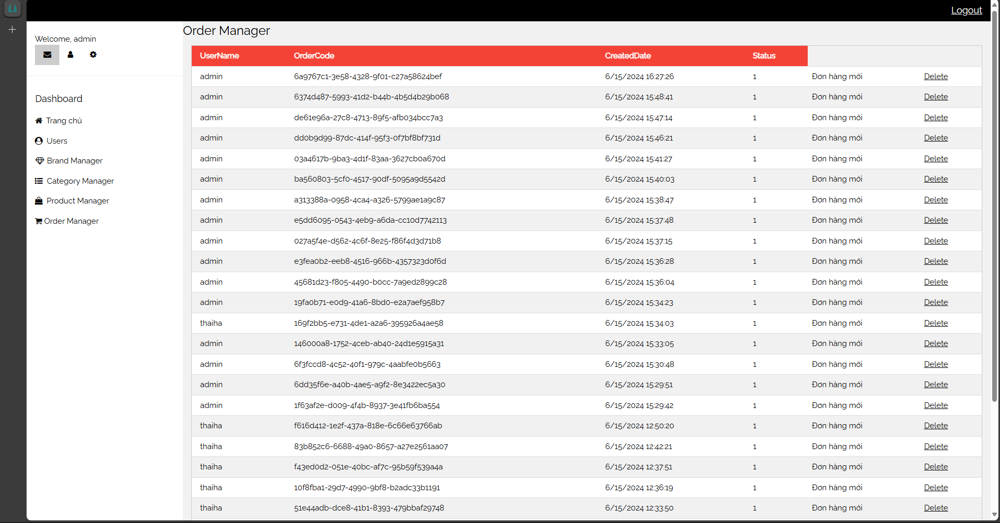 Logout
Welcome, admin
Dashboard
Trang chủ
Users
Brand Manager
Category Manager
Product Manager
Order Manager
Order Manager
UserName OrderCode CreatedDate Status
admin 6a9767c1-3e58-4328-9f01-c27a58624bef 6/15/2024 16:27:26 1 Đơn hàng mới Delete
admin 6374d487-5993-41d2-b44b-4b5d4b29b068 6/15/2024 15:48:41 1 Đơn hàng mới Delete
admin de61e96a-27c8-4713-89f5-afb034bcc7a3 6/15/2024 15:47:14 1 Đơn hàng mới Delete
admin dd0b9d99-87dc-414f-95f3-0f7bf8bf731d 6/15/2024 15:46:21 1 Đơn hàng mới Delete
admin 03a4617b-9ba3-4d1f-83aa-3627cb0a670d 6/15/2024 15:41:27 1 Đơn hàng mới Delete
admin ba560803-5cf0-4517-90df-5095a9d5542d 6/15/2024 15:40:03 1 Đơn hàng mới Delete
admin a313388a-0958-4ca4-a326-5799ae1a9c87 6/15/2024 15:38:47 1 Đơn hàng mới Delete
admin e5dd6095-0543-4eb9-a6da-cc10d7742113 6/15/2024 15:37:48 1 Đơn hàng mới Delete
admin 027a5f4e-d562-4c6f-8e25-f86f4d3d71b8 6/15/2024 15:37:15 1 Đơn hàng mới Delete
admin e3fea0b2-eeb8-4516-966b-4357323d0f6d 6/15/2024 15:36:28 1 Đơn hàng mới Delete
admin 45681d23-f805-4490-b0cc-7a9ed2899c28 6/15/2024 15:36:04 1 Đơn hàng mới Delete
admin 19fa0b71-e0d9-41a6-8bd0-e2a7aef958b7 6/15/2024 15:34:23 1 Đơn hàng mới Delete
thaiha 169f2bb5-e731-4de1-a2a6-395926a4ae58 6/15/2024 15:34:03 1 Đơn hàng mới Delete
admin 146000a8-1752-4ceb-ab40-24d1e5915a31 6/15/2024 15:33:05 1 Đơn hàng mới Delete
admin 6f3fccd8-4c52-40f1-979c-4aabfe0b5663 6/15/2024 15:30:48 1 Đơn hàng mới Delete
admin 6dd35f6e-a40b-4ae5-a9f2-8e3422ec5a30 6/15/2024 15:29:51 1 Đơn hàng mới Delete
admin 1f63af2e-d009-4f4b-8937-3e41fb6ba554 6/15/2024 15:29:42 1 Đơn hàng mới Delete
thaiha f616d412-1e2f-437a-818e-6c66e63766ab 6/15/2024 12:50:20 1 Đơn hàng mới Delete
thaiha 83b852c6-6688-49a0-8657-a27e2561aa07 6/15/2024 12:42:21 1 Đơn hàng mới Delete
thaiha f43ed0d2-051e-40bc-af7c-95b59f539a4a 6/15/2024 12:37:51 1 Đơn hàng mới Delete
thaiha 10f8fba1-29d7-4990-9bf8-b2adc33b1191 6/15/2024 12:36:19 1 Đơn hàng mới Delete
thaiha 51e44adb-dce8-41b1-8393-479bbaf29748 6/15/2024 12:33:50 1 Đơn hàng mới Delete